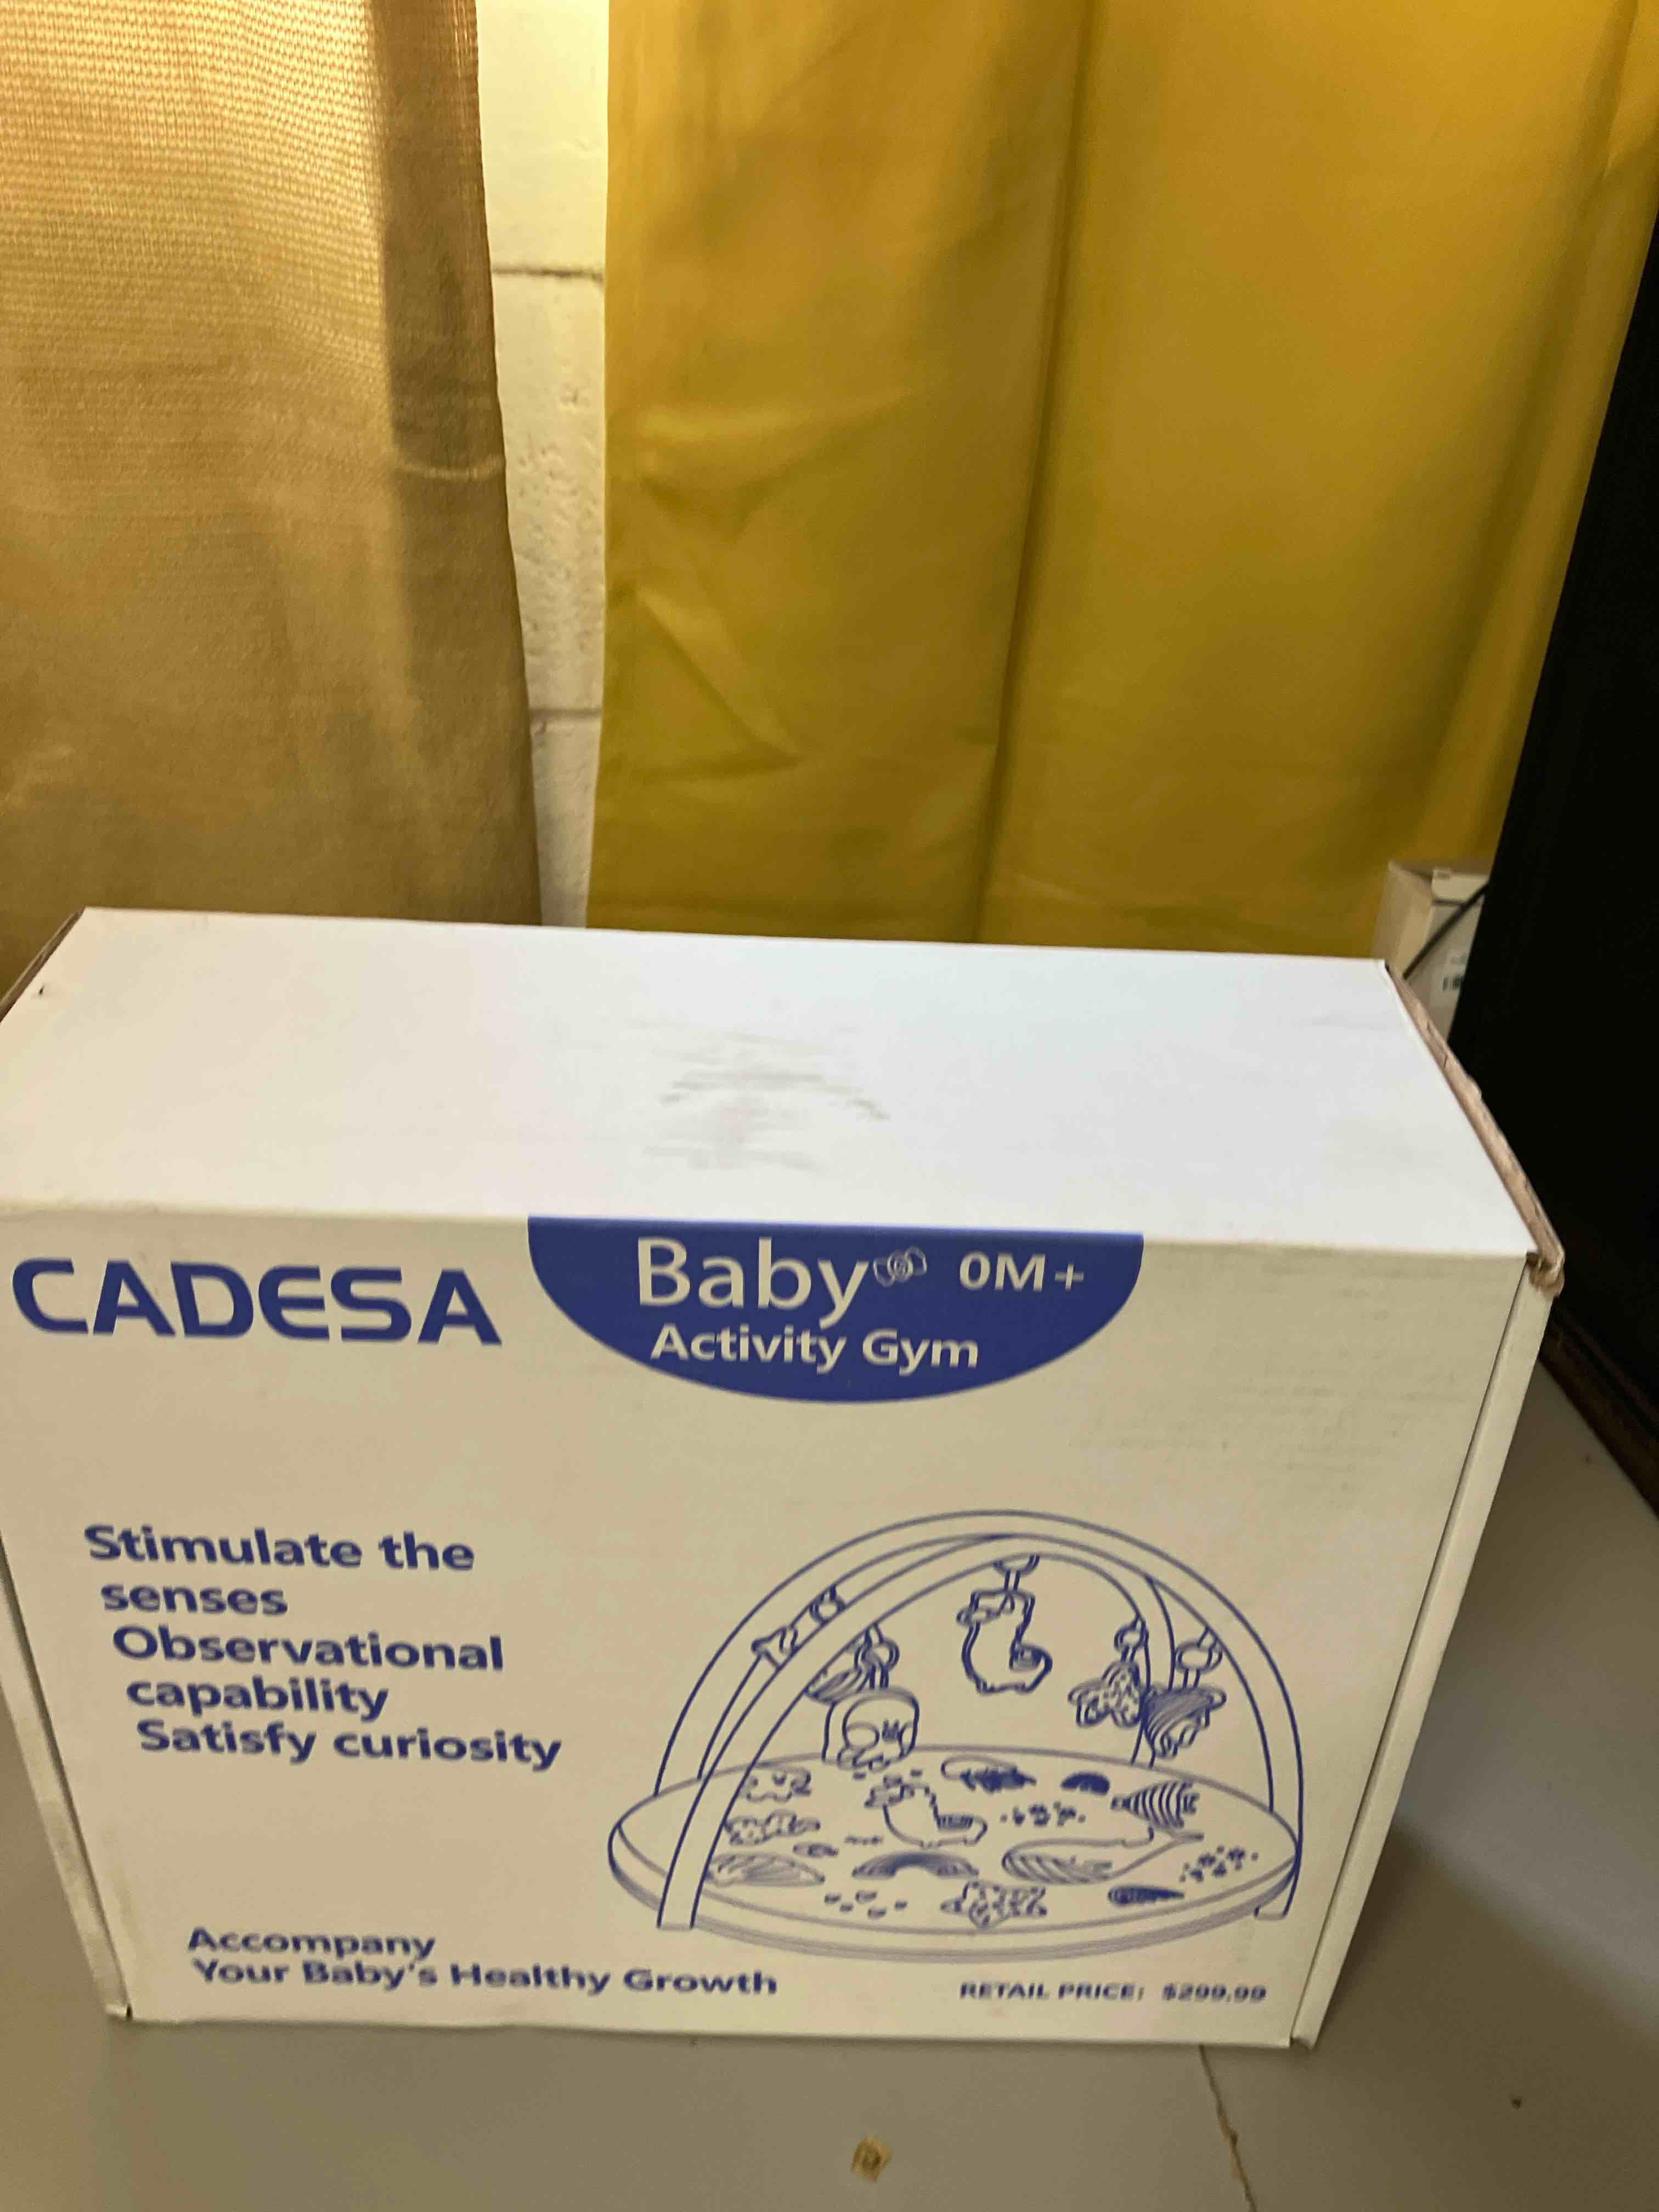 CADESA
Baby 0M+
Activity Gym
Stimulate the
senses
Observational
capability
Satisfy curiosity
Accompany
Your Baby's Healthy Growth
RETAIL PRICE: $299.99